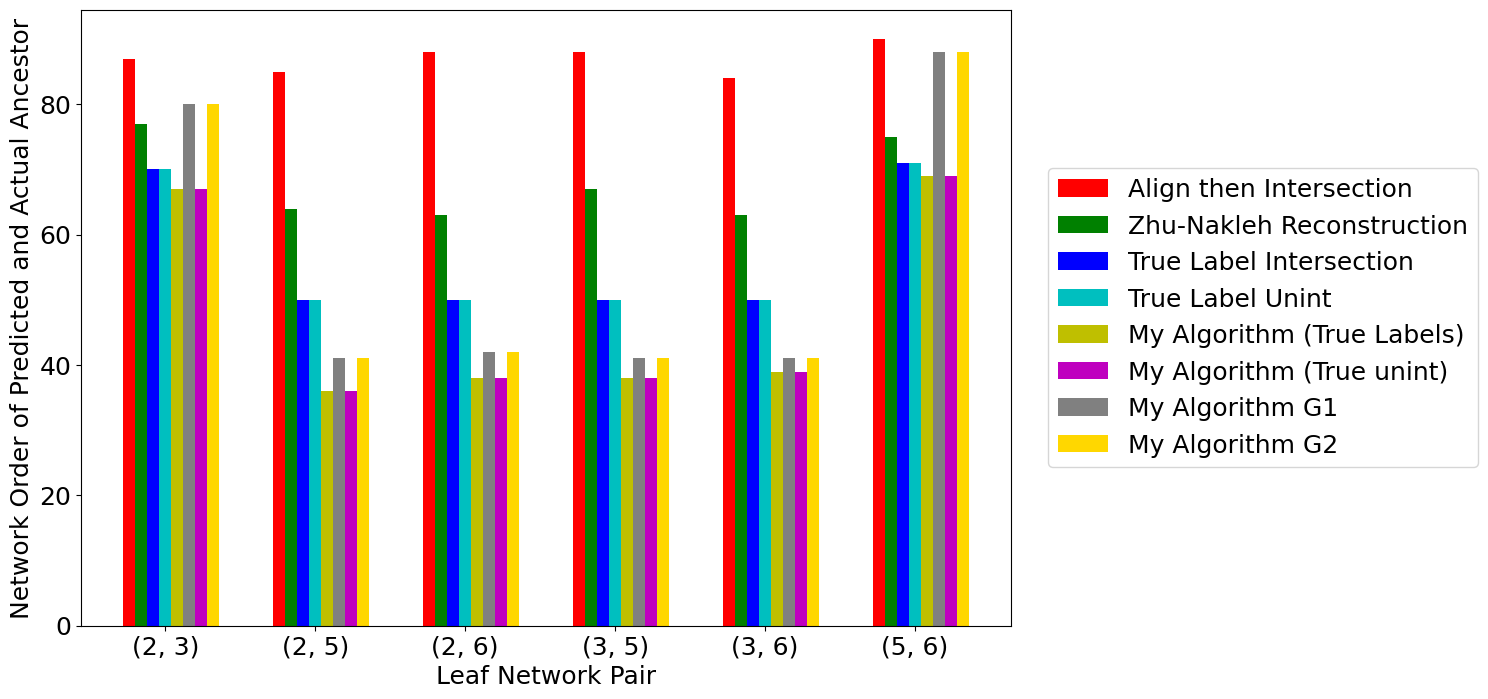 Network Order of Predicted and Actual Ancestor
80
60
40
20
0
(2, 3)
(2, 5)
(2, 6)
(3, 5)
(3, 6)
(5, 6)
Leaf Network Pair
Align then Intersection
Zhu-Nakleh Reconstruction
True Label Intersection
True Label Unint
My Algorithm (True Labels)
My Algorithm (True unint)
My Algorithm G1
My Algorithm G2